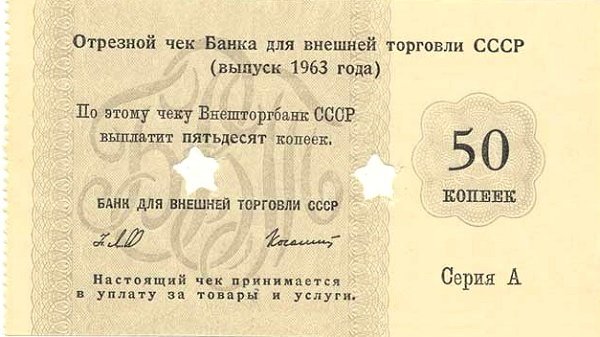 Отрезной чек Банка для внешней торговли СССР
(выпуск 1963 года)
По этому чеку Внешторгбанк СССР
выплатит пятьдесят копеек.
50
КОПЕЕК
БАНК ДЛЯ ВНЕШНЕЙ ТОРГОВЛИ СССР
Настоящий чек принимается
в уплату за товары и услуги.
Серия А